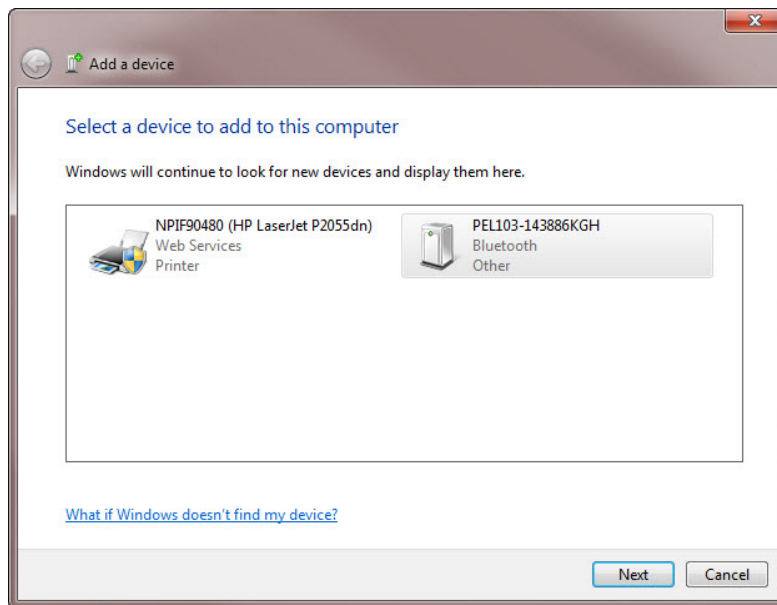 Add a device
Select a device to add to this computer
Windows will continue to look for new devices and display them here.
NPIF90480 (HP LaserJet P2055dn)
Web Services
Printer
PEL103-143886KGH
Bluetooth
Other
What if Windows doesn't find my device?
Next
Cancel